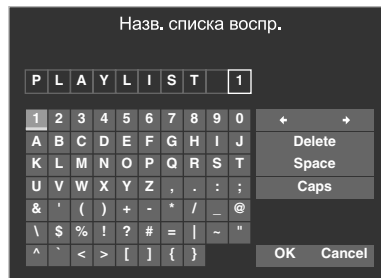 Назв. списка воспр.
P L A Y L I S T 1
1 2 3 4 5 6 7 8 9 0 ← →
A B C D E F G H I J Delete
K L M N O P Q R S T Space
U V W X Y Z , . : ; Caps
& ' ( ) + - * / _ @
\ $ % ! ? # = | ~ "
^ ` < > [ ] { } OK Cancel